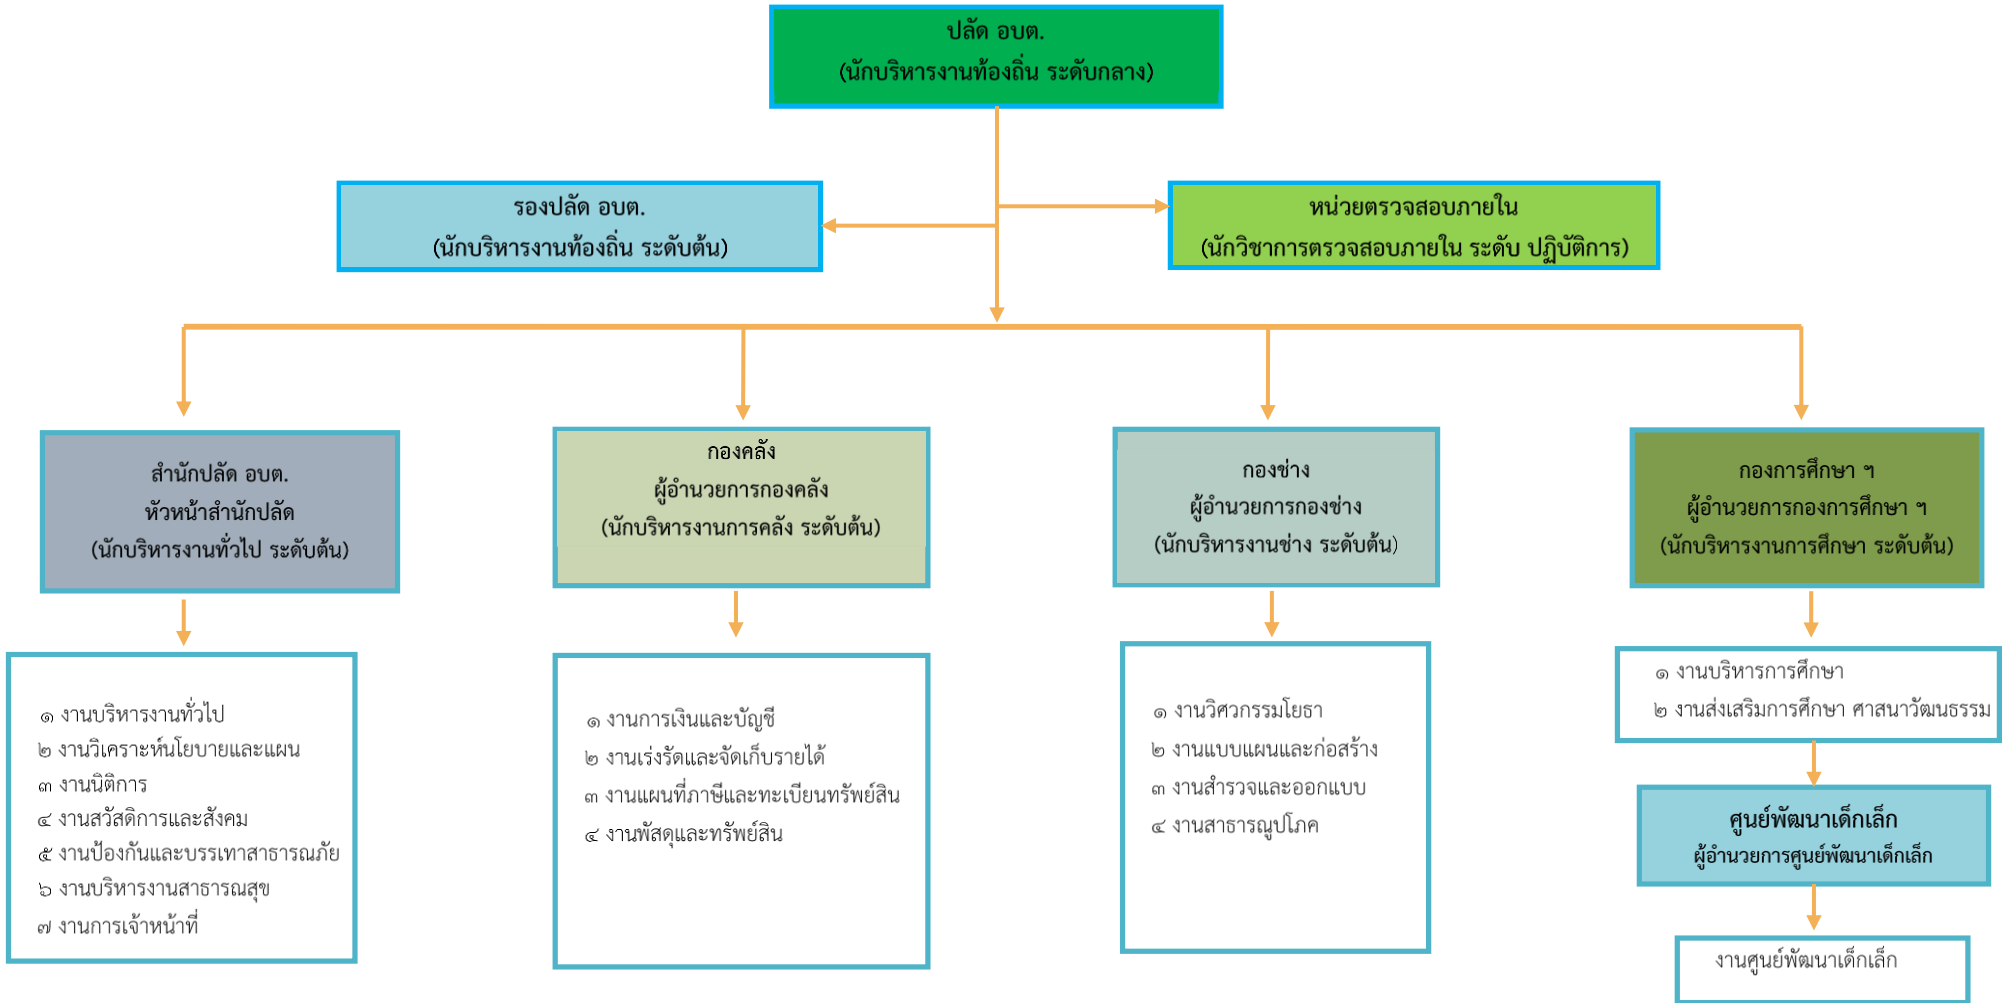 ปลัด อบต.
(นักบริหารงานท้องถิ่น ระดับกลาง)
รองปลัด อบต.
(นักบริหารงานท้องถิ่น ระดับต้น)
หน่วยตรวจสอบภายใน
(นักวิชาการตรวจสอบภายใน ระดับ ปฏิบัติการ)
สำนักปลัด อบต.
หัวหน้าสำนักปลัด
(นักบริหารงานทั่วไป ระดับต้น)
กองคลัง
ผู้อำนวยการกองคลัง
(นักบริหารงานการคลัง ระดับต้น)
กองช่าง
ผู้อำนวยการกองช่าง
(นักบริหารงานช่าง ระดับต้น)
กองการศึกษา ฯ
ผู้อำนวยการกองการศึกษา ฯ
(นักบริหารงานการศึกษา ระดับต้น)
๑ งานบริหารงานทั่วไป
๒ งานวิเคราะห์นโยบายและแผน
๓ งานนิติการ
๔ งานสวัสดิการและสังคม
๕ งานป้องกันและบรรเทาสาธารณภัย
๖ งานบริหารงานสาธารณสุข
๗ งานการเจ้าหน้าที่
๑ งานการเงินและบัญชี
๒ งานเร่งรัดและจัดเก็บรายได้
๓ งานแผนที่ภาษีและทะเบียนทรัพย์สิน
๔ งานพัสดุและทรัพย์สิน
๑ งานวิศวกรรมโยธา
๒ งานแบบแผนและก่อสร้าง
๓ งานสำรวจและออกแบบ
๔ งานสาธารณูปโภค
๑ งานบริหารการศึกษา
๒ งานส่งเสริมการศึกษา ศาสนาวัฒนธรรม
ศูนย์พัฒนาเด็กเล็ก
ผู้อำนวยการศูนย์พัฒนาเด็กเล็ก
งานศูนย์พัฒนาเด็กเล็ก